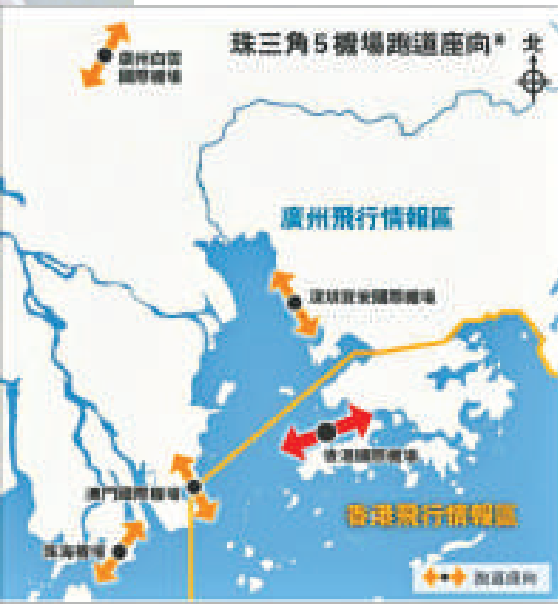 珠三角5機場跑道座向*
北
廣州白雲
國際機場
廣州飛行情報區
深圳寶安國際機場
香港國際機場
澳門國際機場
香港飛行情報區
珠海機場
跑道座向